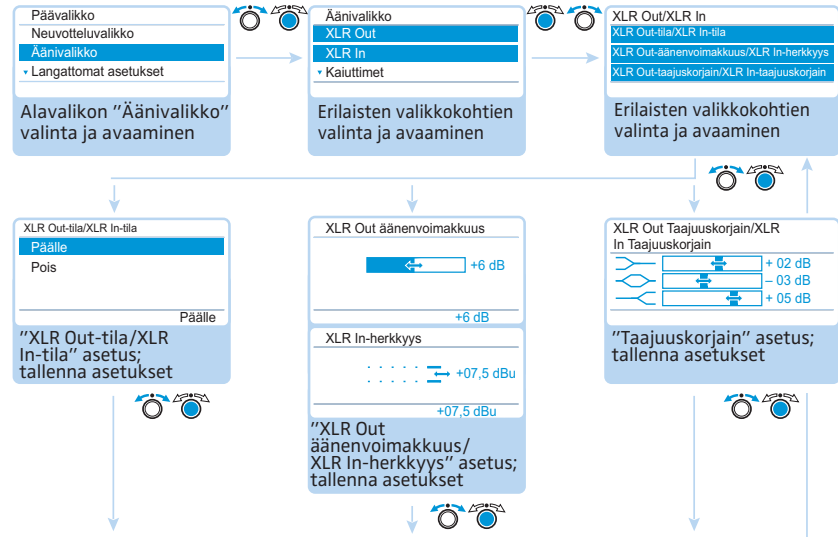 Päävalikko
Neuvotteluvalikko
Äänivalikko
Langattomat asetukset
Alavalikon "Äänivalikko"
valinta ja avaaminen
Äänivalikko
XLR Out
XLR In
Kaiuttimet
Erilaisten valikkokohtien
valinta ja avaaminen
XLR Out/XLR In
XLR Out-tila/XLR In-tila
XLR Out-äänenvoimakkuus/XLR In-herkkyys
XLR Out-taajuskorjain/XLR In-taajuuskorjain
Erilaisten valikkokohtien
valinta ja avaaminen
XLR Out-tila/XLR In-tila
Päälle
Pois
Päälle
"XLR Out-tila/XLR
In-tila" asetus;
tallenna asetukset
XLR Out äänenvoimakkuus
+6 dB
+6 dB
XLR In-herkkyys
+07,5 dBu
+07,5 dBu
"XLR Out
äänenvoimakkuus/
XLR In-herkkyys" asetus;
tallenna asetukset
XLR Out Taajuuskorjain/XLR
In Taajuuskorjain
+ 02 dB
– 03 dB
+ 05 dB
"Taajuuskorjain" asetus;
tallenna asetukset